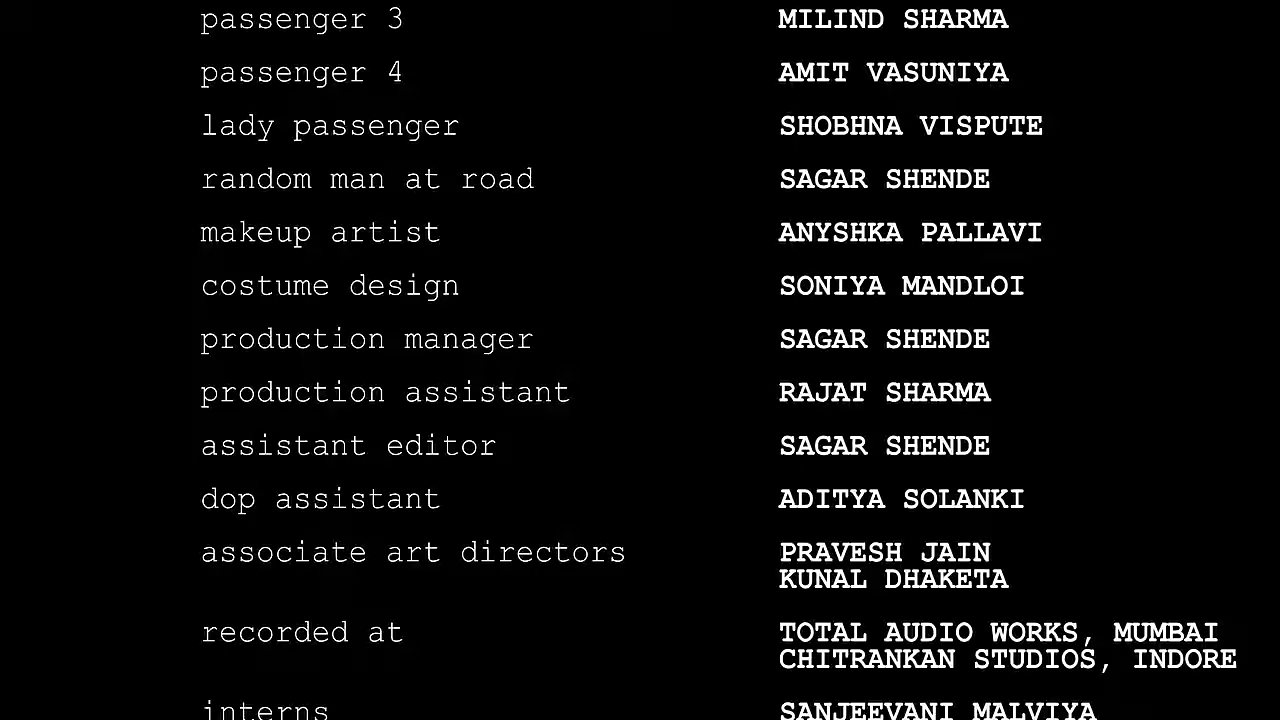 passenger 3 MILIND SHARMA
passenger 4 AMIT VASUNIYA
lady passenger SHOBHNA VISPUTE
random man at road SAGAR SHENDE
makeup artist ANYSHKA PALLAVI
costume design SONIYA MANDLOI
production manager SAGAR SHENDE
production assistant RAJAT SHARMA
assistant editor SAGAR SHENDE
dop assistant ADITYA SOLANKI
associate art directors PRAVESH JAIN
KUNAL DHAKETA
recorded at TOTAL AUDIO WORKS, MUMBAI
CHITRANKAN STUDIOS, INDORE
interns SANJEEVANI MALVIYA